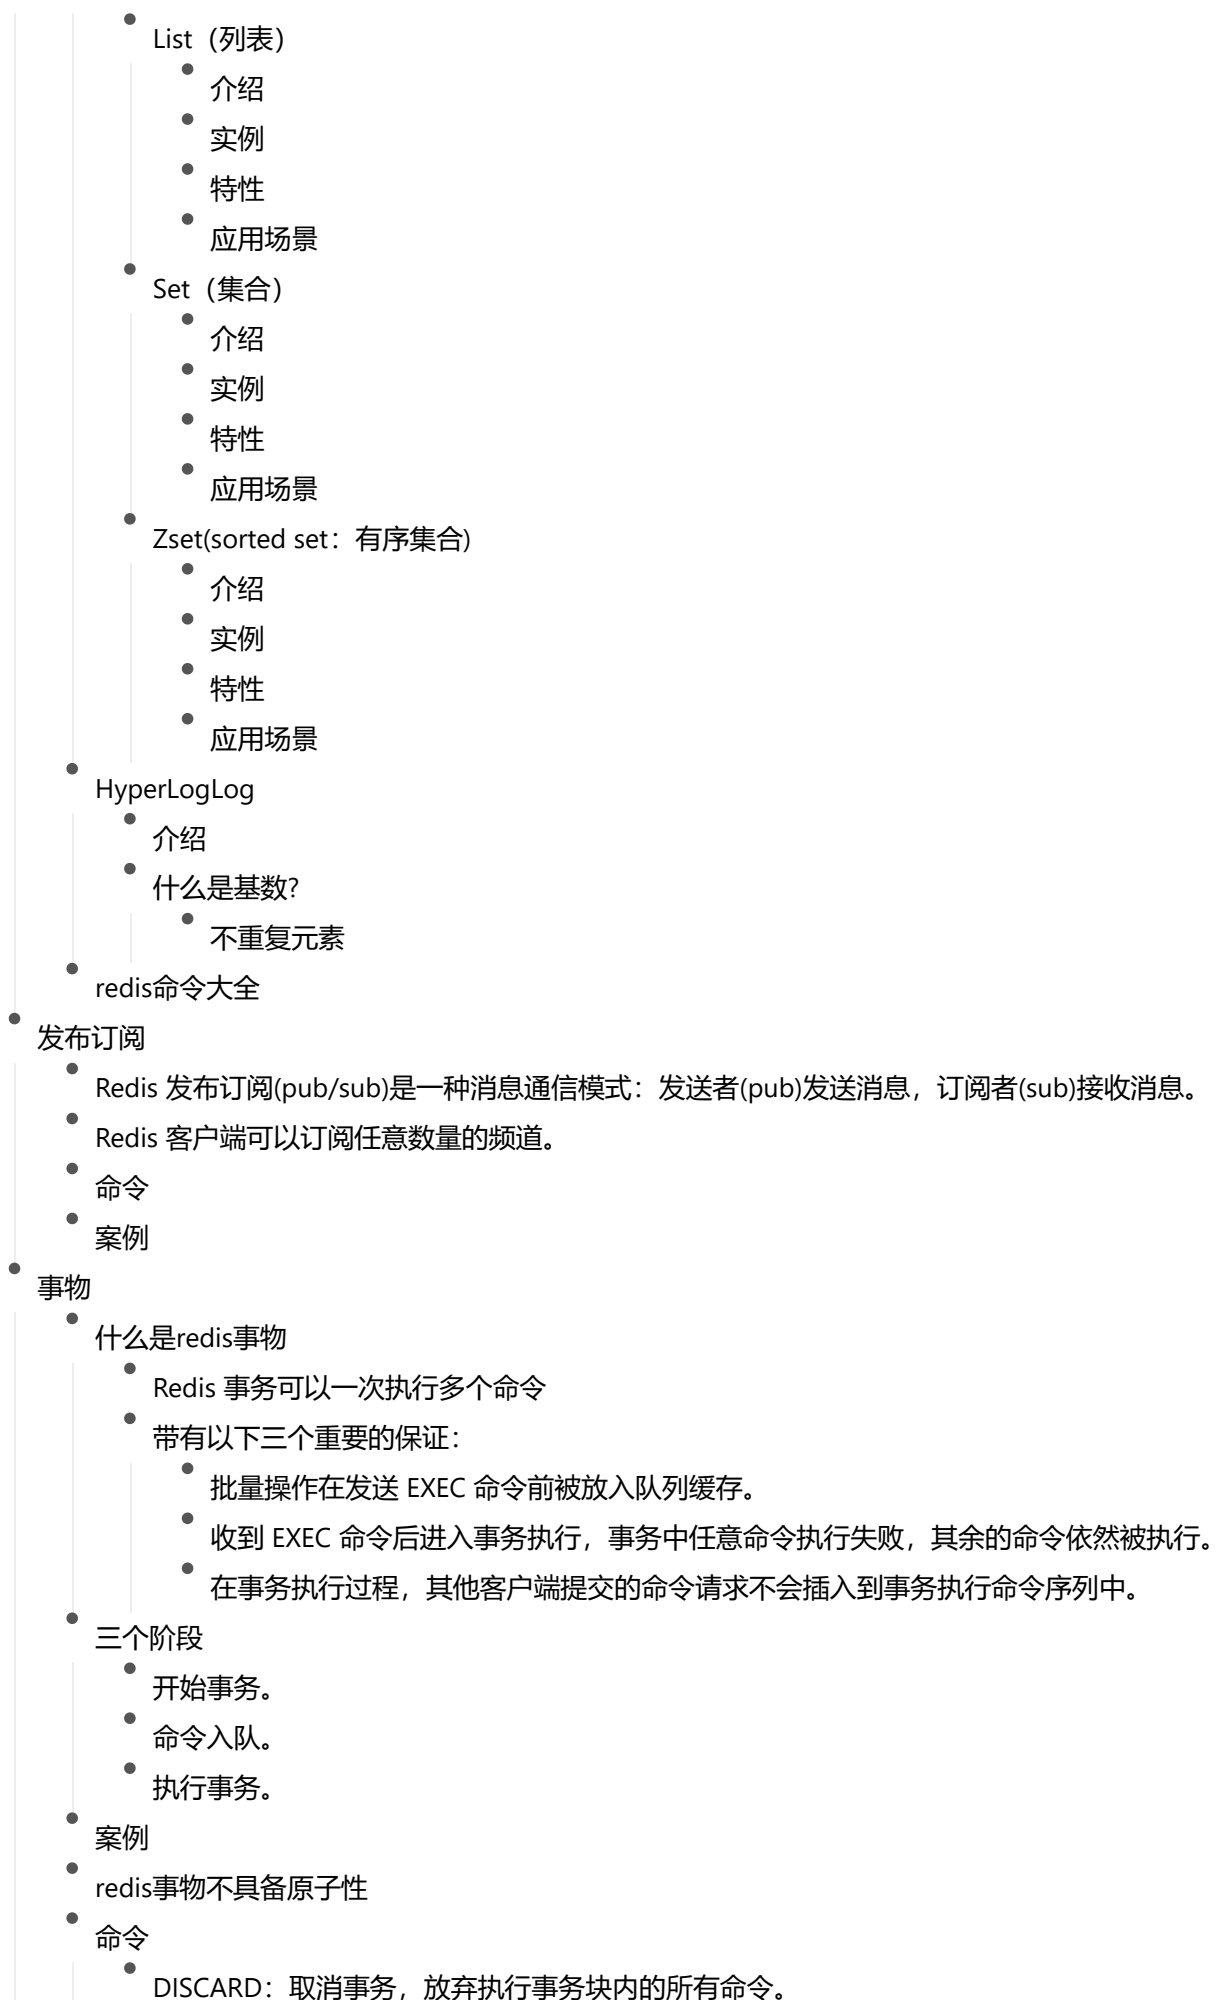 List（列表）
介绍
实例
特性
应用场景
Set（集合）
介绍
实例
特性
应用场景
Zset(sorted set：有序集合)
介绍
实例
特性
应用场景
HyperLogLog
介绍
什么是基数?
不重复元素
redis命令大全
发布订阅
Redis 发布订阅(pub/sub)是一种消息通信模式：发送者(pub)发送消息，订阅者(sub)接收消息。
Redis 客户端可以订阅任意数量的频道。
命令
案例
事物
什么是redis事物
Redis 事务可以一次执行多个命令
带有以下三个重要的保证：
批量操作在发送 EXEC 命令前被放入队列缓存。
收到 EXEC 命令后进入事务执行，事务中任意命令执行失败，其余的命令依然被执行。
在事务执行过程，其他客户端提交的命令请求不会插入到事务执行命令序列中。
三个阶段
开始事务。
命令入队。
执行事务。
案例
redis事物不具备原子性
命令
DISCARD：取消事务，放弃执行事务块内的所有命令。